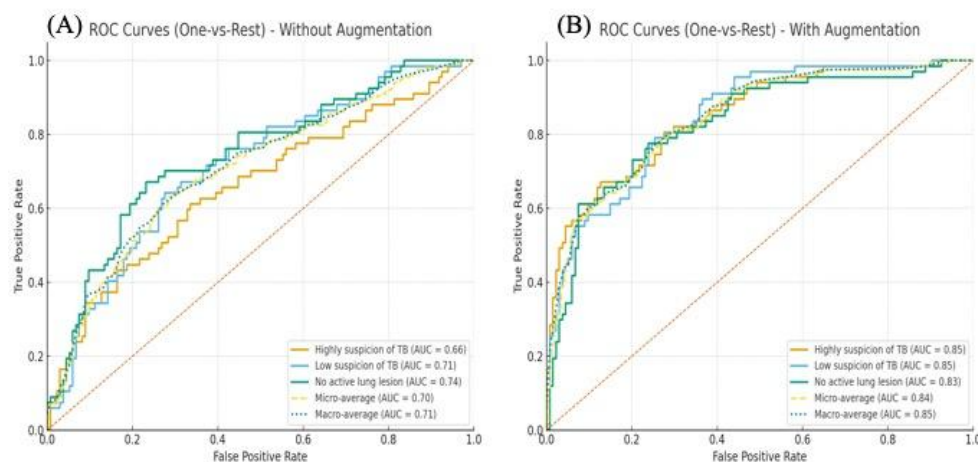 (A) ROC Curves (One-vs-Rest) - Without Augmentation
1.0
0.8
0.6
0.4
0.2
0.0
True Positive Rate
Highly suspicion of TB (AUC = 0.66)
Low suspicion of TB (AUC = 0.71)
No active lung lesion (AUC = 0.74)
Micro-average (AUC = 0.70)
Macro-average (AUC = 0.71)
0.0 0.2 0.4 0.6 0.8 1.0
False Positive Rate
(B) ROC Curves (One-vs-Rest) - With Augmentation
1.0
0.8
0.6
0.4
0.2
0.0
True Positive Rate
Highly suspicion of TB (AUC = 0.85)
Low suspicion of TB (AUC = 0.85)
No active lung lesion (AUC = 0.83)
Micro-average (AUC = 0.84)
Macro-average (AUC = 0.85)
0.0 0.2 0.4 0.6 0.8 1.0
False Positive Rate